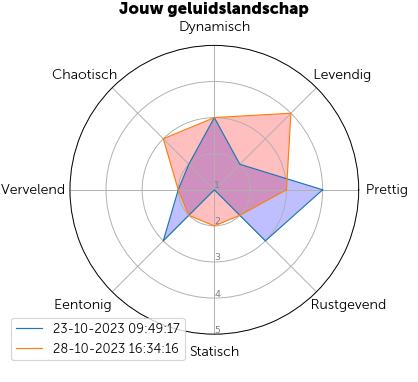 Jouw geluidslandschap
Dynamisch
Chaotisch
Levendig
Vervelend
Prettig
1
2
3
4
5
Eentonig
Rustgevend
Statisch
23-10-2023 09:49:17
28-10-2023 16:34:16